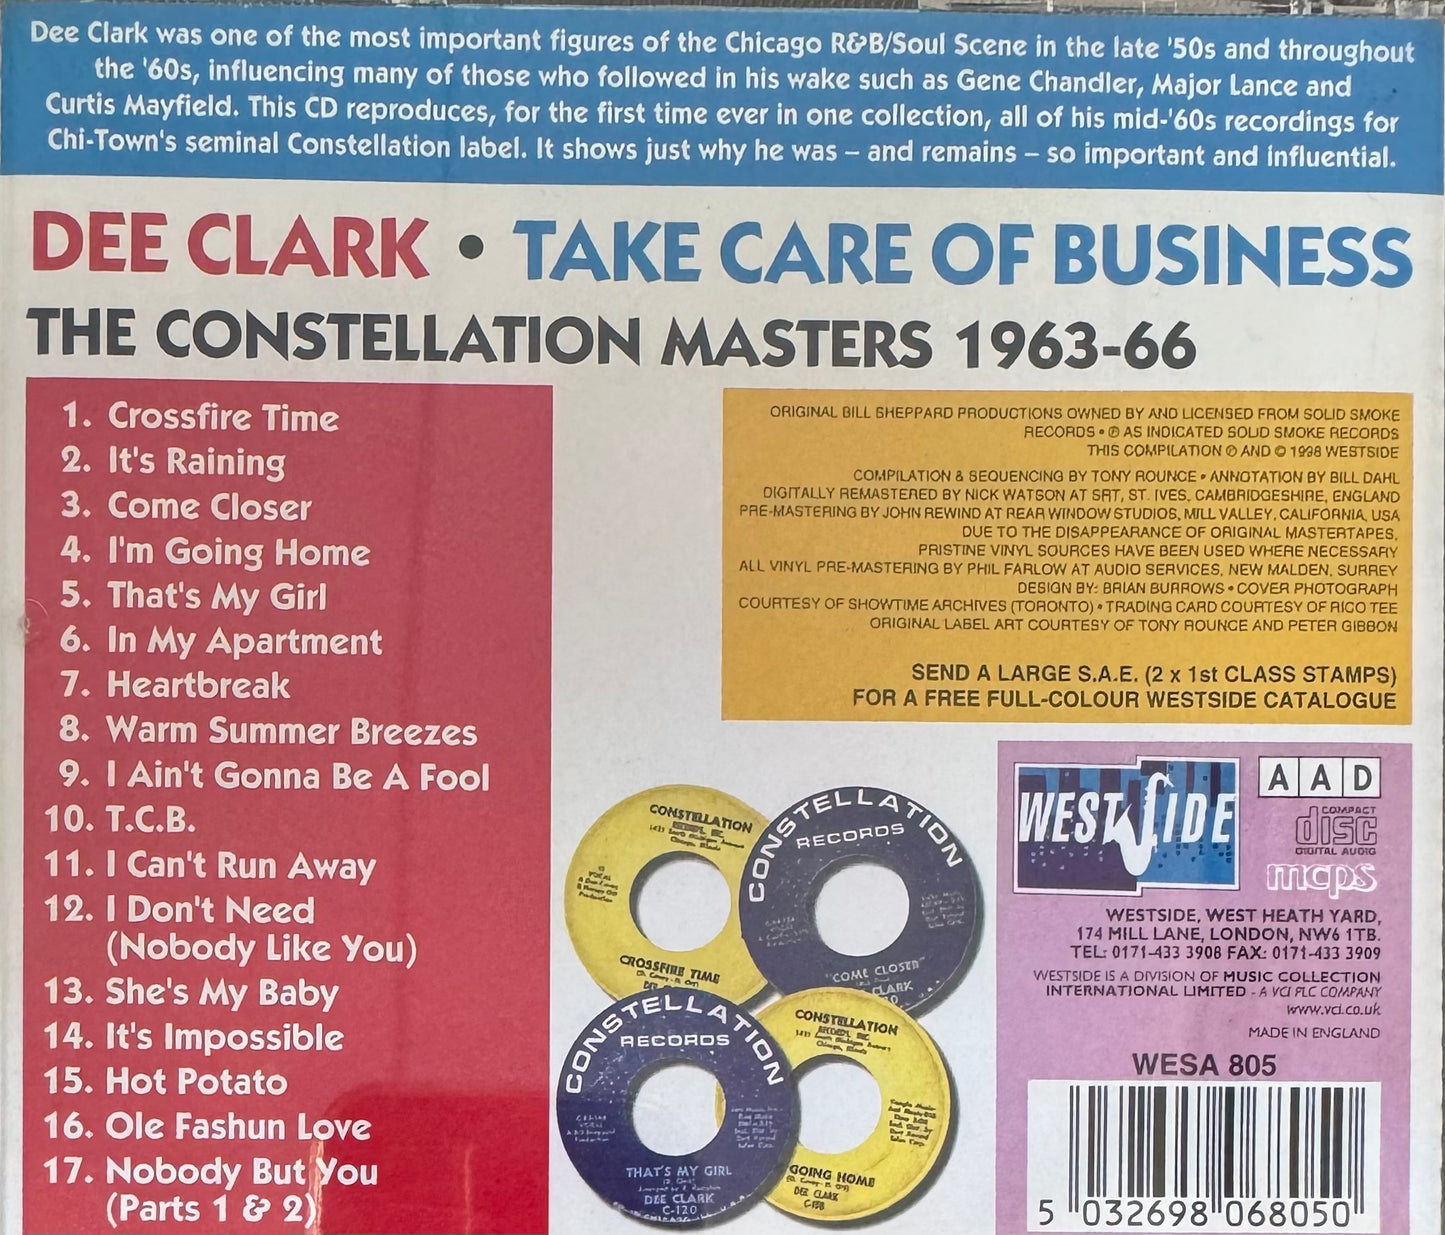 Dee Clark was one of the most important figures of the Chicago R&B/Soul Scene in the late '50s and throughout
the '60s, influencing many of those who followed in his wake such as Gene Chandler, Major Lance and
Curtis Mayfield. This CD reproduces, for the first time ever in one collection, all of his mid-'60s recordings for
Chi-Town's seminal Constellation label. It shows just why he was – and remains – so important and influential.
DEE CLARK • TAKE CARE OF BUSINESS
THE CONSTELLATION MASTERS 1963-66
1. Crossfire Time
2. It's Raining
3. Come Closer
4. I'm Going Home
5. That's My Girl
6. In My Apartment
7. Heartbreak
8. Warm Summer Breezes
9. I Ain't Gonna Be A Fool
10. T.C.B.
11. I Can't Run Away
12. I Don't Need
(Nobody Like You)
13. She's My Baby
14. It's Impossible
15. Hot Potato
16. Ole Fashun Love
17. Nobody But You
(Parts 1 & 2)
ORIGINAL BILL SHEPPARD PRODUCTIONS OWNED BY AND LICENSED FROM SOLID SMOKE
RECORDS • ℗ AS INDICATED SOLID SMOKE RECORDS
THIS COMPILATION ℗ AND © 1998 WESTSIDE
COMPILATION & SEQUENCING BY TONY ROUNCE • ANNOTATION BY BILL DAHL
DIGITALLY REMASTERED BY NICK WATSON AT SRT, ST. IVES, CAMBRIDGESHIRE, ENGLAND
PRE-MASTERING BY JOHN REWIND AT REAR WINDOW STUDIOS, MILL VALLEY, CALIFORNIA, USA
DUE TO THE DISAPPEARANCE OF ORIGINAL MASTERTAPES,
PRISTINE VINYL SOURCES HAVE BEEN USED WHERE NECESSARY
ALL VINYL PRE-MASTERING BY PHIL FARLOW AT AUDIO SERVICES, NEW MALDEN, SURREY
DESIGN BY: BRIAN BURROWS • COVER PHOTOGRAPH
COURTESY OF SHOWTIME ARCHIVES (TORONTO) • TRADING CARD COURTESY OF RICO TEE
ORIGINAL LABEL ART COURTESY OF TONY ROUNCE AND PETER GIBBON
SEND A LARGE S.A.E. (2 x 1st CLASS STAMPS)
FOR A FREE FULL-COLOUR WESTSIDE CATALOGUE
CONSTELLATION
CROSSFIRE TIME
CONSTELLATION
RECORDS
"COME CLOSER"
CLARK
CONSTELLATION
RECORDS
THAT'S MY GIRL
DEE CLARK
C-120
CONSTELLATION
GOING HOME
DEE CLARK
WESTSIDE
AAD
COMPACT
disc
DIGITAL AUDIO
mcps
WESTSIDE, WEST HEATH YARD,
174 MILL LANE, LONDON, NW6 1TB.
TEL: 0171-433 3908 FAX: 0171-433 3909
WESTSIDE IS A DIVISION OF MUSIC COLLECTION
INTERNATIONAL LIMITED - A VCI PLC COMPANY
www.vci.co.uk
MADE IN ENGLAND
WESA 805
5 032698 068050